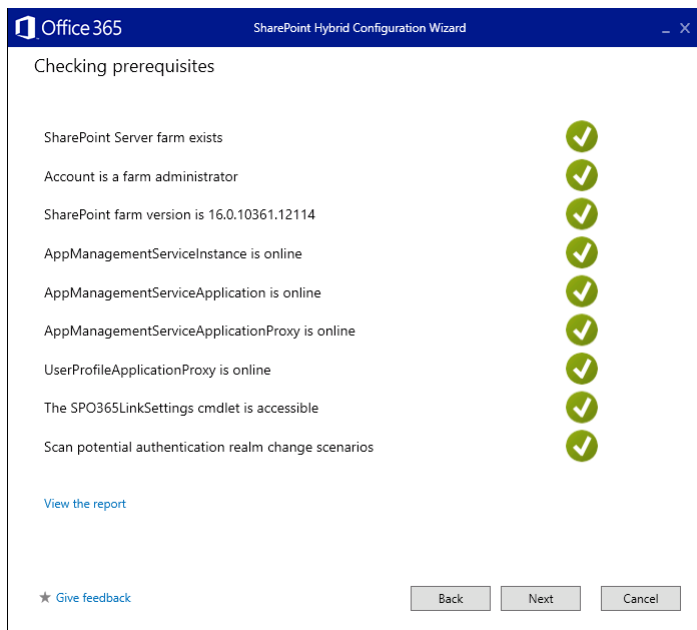 Office 365
SharePoint Hybrid Configuration Wizard
Checking prerequisites
SharePoint Server farm exists
Account is a farm administrator
SharePoint farm version is 16.0.10361.12114
AppManagementServiceInstance is online
AppManagementServiceApplication is online
AppManagementServiceApplicationProxy is online
UserProfileApplicationProxy is online
The SPO365LinkSettings cmdlet is accessible
Scan potential authentication realm change scenarios
View the report
Give feedback
Back
Next
Cancel